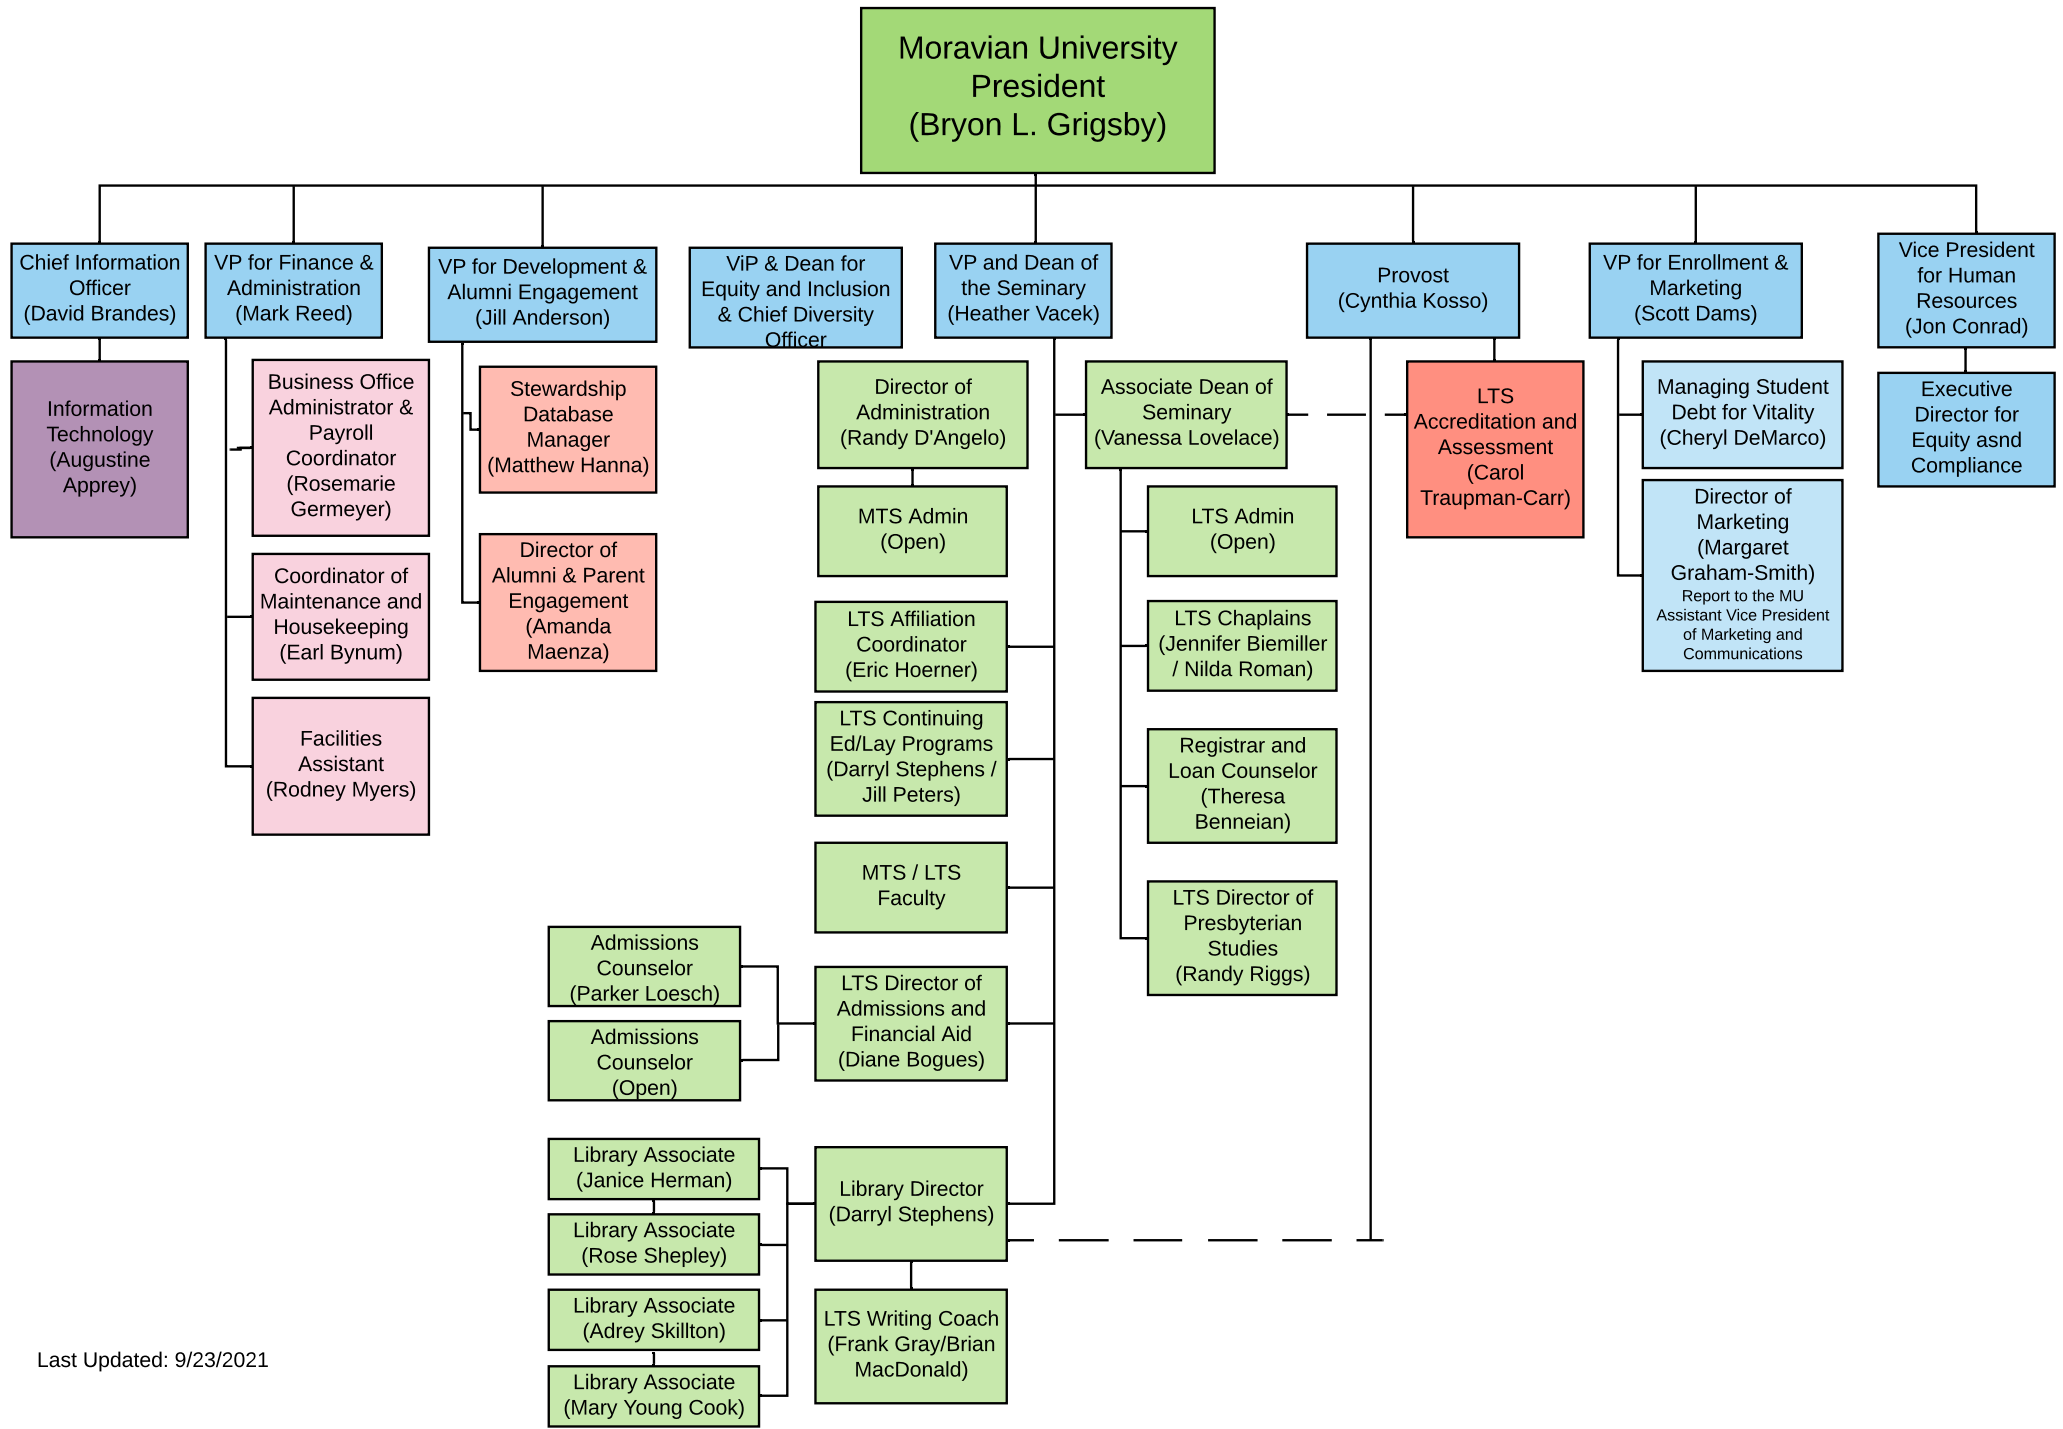 Moravian University
President
(Bryon L. Grigsby)
Chief Information
Officer
(David Brandes)
VP for Finance &
Administration
(Mark Reed)
VP for Development &
Alumni Engagement
(Jill Anderson)
ViP & Dean for
Equity and Inclusion
& Chief Diversity
Officer
VP and Dean of
the Seminary
(Heather Vacek)
Provost
(Cynthia Kosso)
VP for Enrollment &
Marketing
(Scott Dams)
Vice President
for Human
Resources
(Jon Conrad)
Information
Technology
(Augustine
Apprey)
Business Office
Administrator &
Payroll
Coordinator
(Rosemarie
Germeyer)
Coordinator of
Maintenance and
Housekeeping
(Earl Bynum)
Facilities
Assistant
(Rodney Myers)
Stewardship
Database
Manager
(Matthew Hanna)
Director of
Alumni & Parent
Engagement
(Amanda
Maenza)
Director of
Administration
(Randy D'Angelo)
MTS Admin
(Open)
LTS Affiliation
Coordinator
(Eric Hoerner)
LTS Continuing
Ed/Lay Programs
(Darryl Stephens /
Jill Peters)
MTS / LTS
Faculty
LTS Director of
Admissions and
Financial Aid
(Diane Bogues)
Admissions
Counselor
(Parker Loesch)
Admissions
Counselor
(Open)
Library Director
(Darryl Stephens)
Library Associate
(Janice Herman)
Library Associate
(Rose Shepley)
Library Associate
(Adrey Skillton)
Library Associate
(Mary Young Cook)
LTS Writing Coach
(Frank Gray/Brian
MacDonald)
Associate Dean of
Seminary
(Vanessa Lovelace)
LTS Admin
(Open)
LTS Chaplains
(Jennifer Biemiller
/ Nilda Roman)
Registrar and
Loan Counselor
(Theresa
Benneian)
LTS Director of
Presbyterian
Studies
(Randy Riggs)
LTS
Accreditation and
Assessment
(Carol
Traupman-Carr)
Managing Student
Debt for Vitality
(Cheryl DeMarco)
Director of
Marketing
(Margaret
Graham-Smith)
Report to the MU
Assistant Vice President
of Marketing and
Communications
Executive
Director for
Equity asnd
Compliance
Last Updated: 9/23/2021